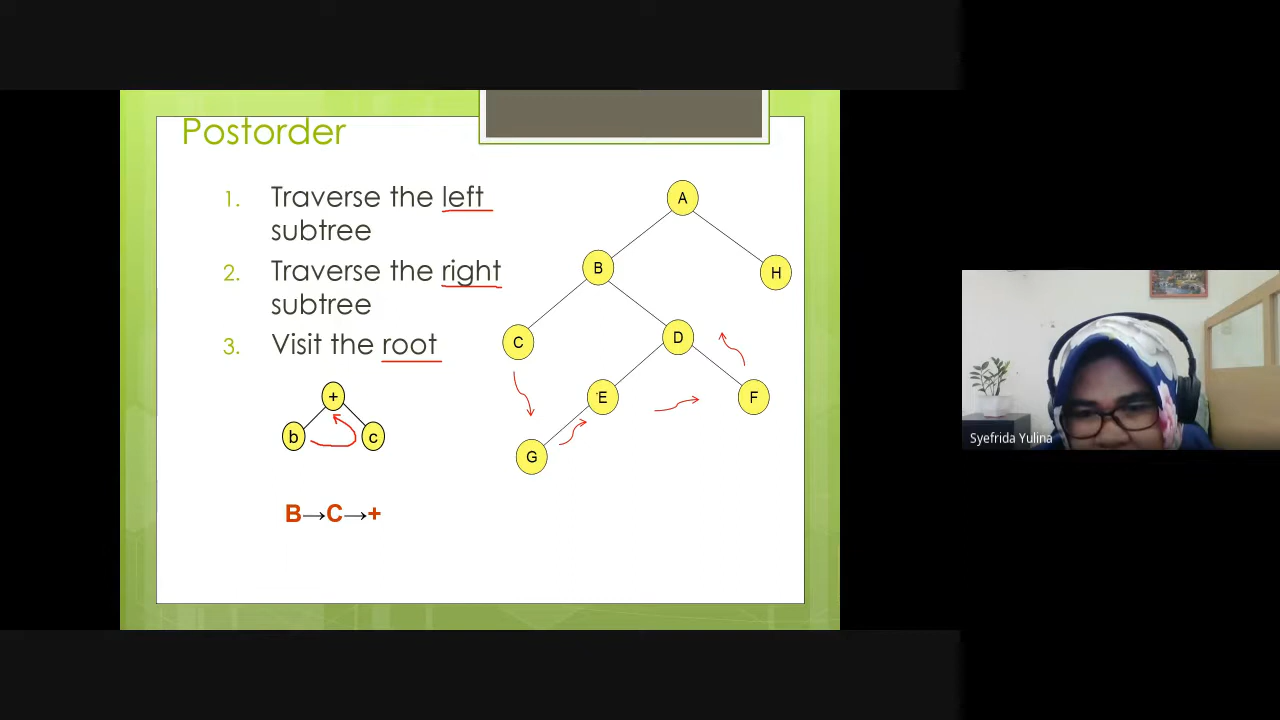 Postorder
1. Traverse the left
subtree
2. Traverse the right
subtree
3. Visit the root
+
b c
B→C→+
A
B
H
C
D
E
F
G
Syefrida Yulina